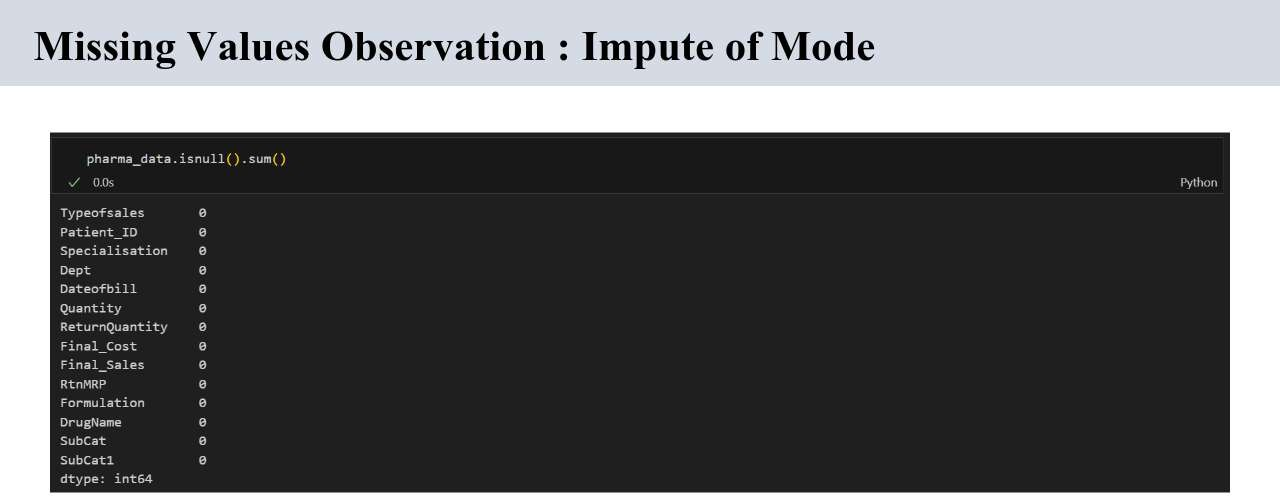 Missing Values Observation : Impute of Mode
pharma_data.isnull().sum()
0.0s
Python
Typeofsales 0
Patient_ID 0
Specialisation 0
Dept 0
Dateofbill 0
Quantity 0
ReturnQuantity 0
Final_Cost 0
Final_Sales 0
RtnMRP 0
Formulation 0
DrugName 0
SubCat 0
SubCat1 0
dtype: int64